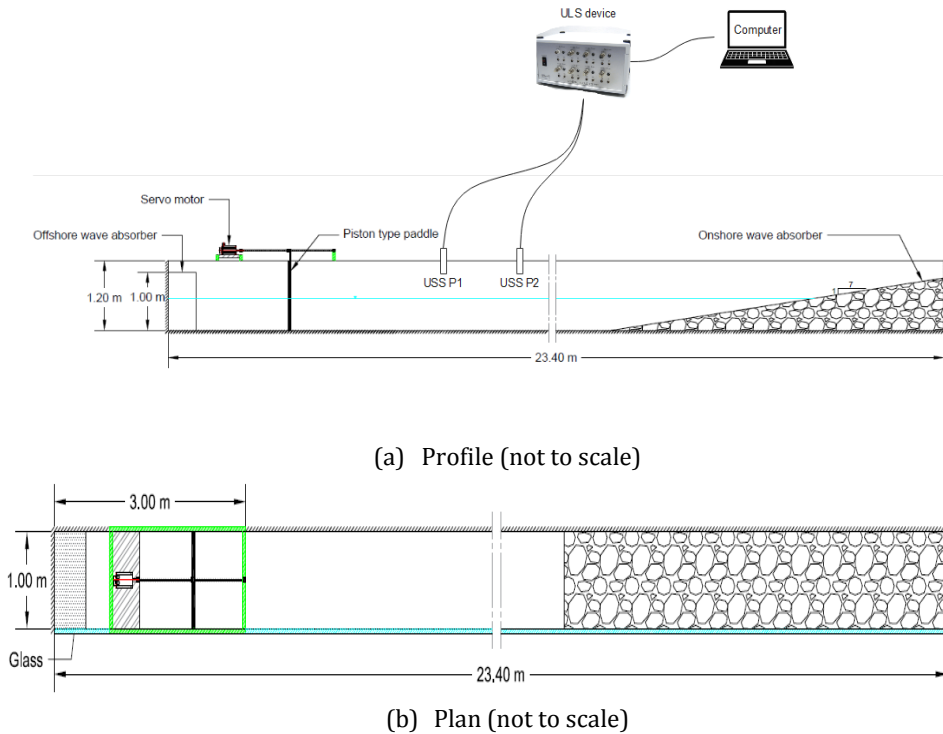 ULS device
Computer
Servo motor
Offshore wave absorber
Piston type paddle
Onshore wave absorber
USS P1
USS P2
1.20 m
1.00 m
1
7
23.40 m
(a) Profile (not to scale)
3.00 m
1.00 m
Glass
23,40 m
(b) Plan (not to scale)